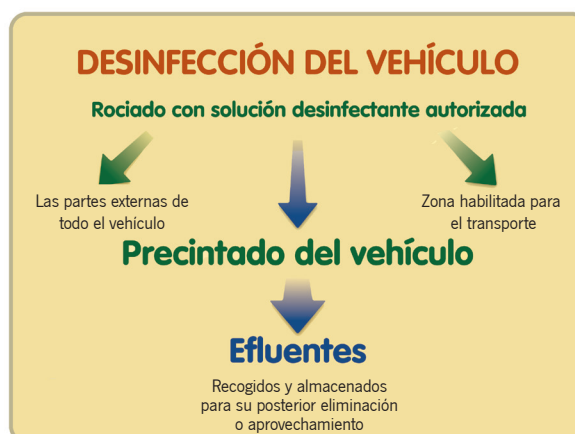 DESINFECCIÓN DEL VEHÍCULO
Rociado con solución desinfectante autorizada
Las partes externas de
todo el vehículo
Zona habilitada para
el transporte
Precintado del vehículo
Efluentes
Recogidos y almacenados
para su posterior eliminación
o aprovechamiento